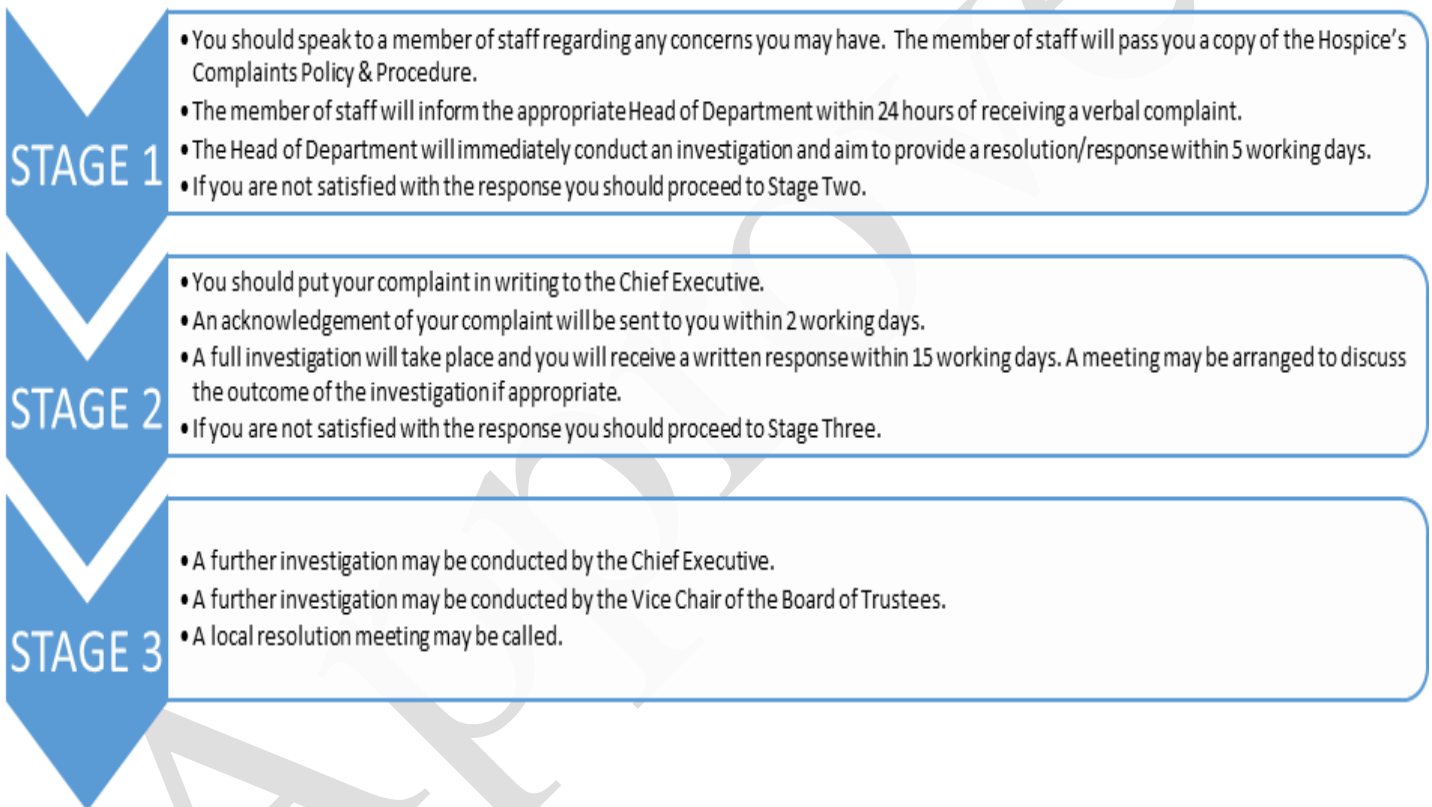 • You should speak to a member of staff regarding any concerns you may have. The member of staff will pass you a copy of the Hospice's
Complaints Policy & Procedure.
• The member of staff will inform the appropriate Head of Department within 24 hours of receiving a verbal complaint.
STAGE 1
• The Head of Department will immediately conduct an investigation and aim to provide a resolution/response within 5 working days.
• If you are not satisfied with the response you should proceed to Stage Two.
• You should put your complaint in writing to the Chief Executive.
• An acknowledgement of your complaint will be sent to you within 2 working days.
• A full investigation will take place and you will receive a written response within 15 working days. A meeting may be arranged to discuss
the outcome of the investigation if appropriate.
STAGE 2
• If you are not satisfied with the response you should proceed to Stage Three.
• A further investigation may be conducted by the Chief Executive.
• A further investigation may be conducted by the Vice Chair of the Board of Trustees.
• A local resolution meeting may be called.
STAGE 3
Approve